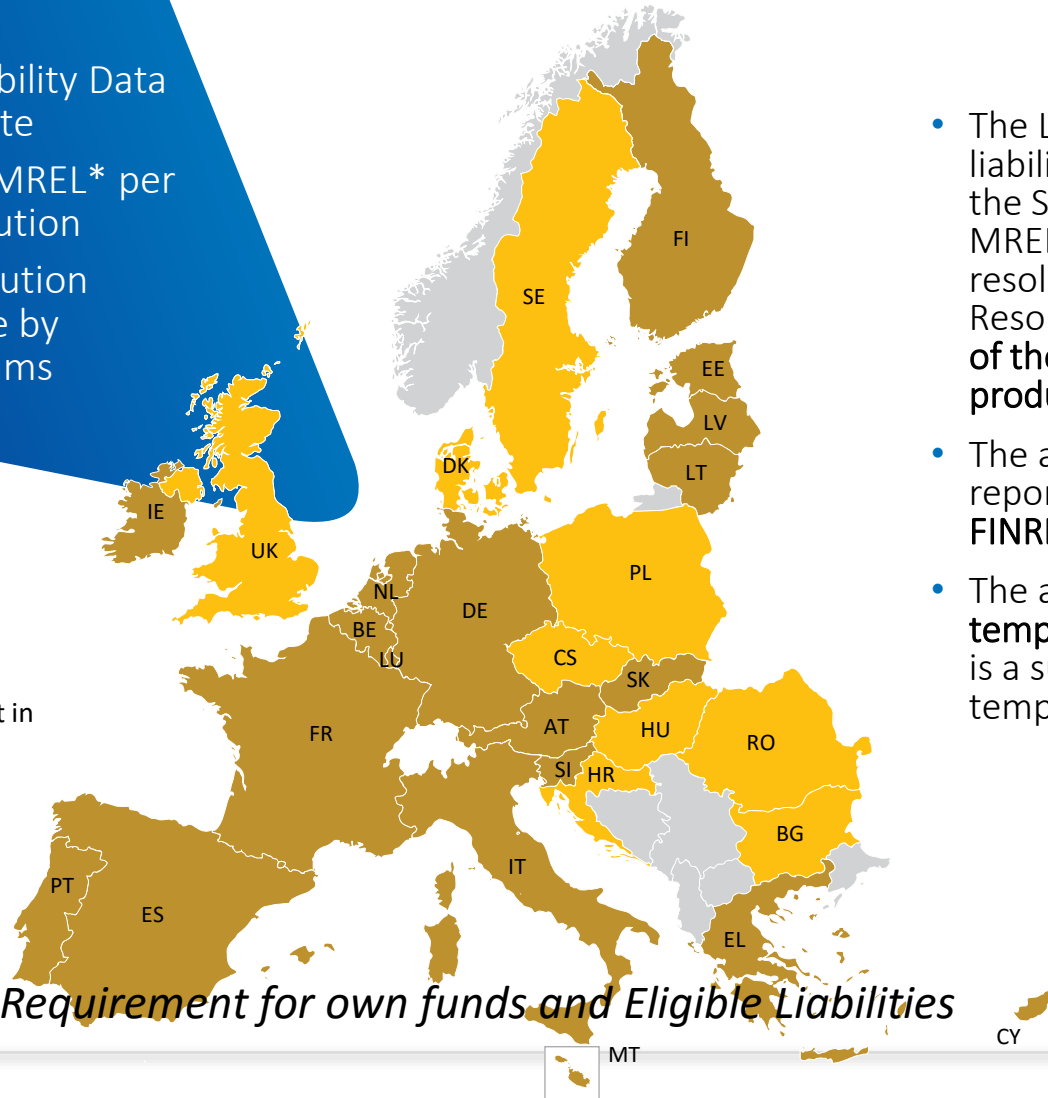 bility Data
te
MREL* per
ution
ution
e by
ms
t in
FI
SE
EE
LV
LT
DK
IE
UK
PL
NL
DE
BE
LU
CS
SK
FR
AT
HU
RO
SI
HR
BG
IT
PT
ES
EL
CY
MT
• The L
liabili
the S
MREL
resol
Reso
of the
produ
• The a
repor
FINR
• The a
temp
is a s
temp
Requirement for own funds and Eligible Liabilities